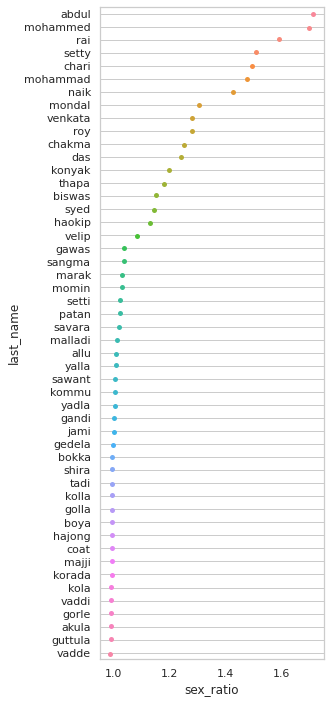 abdul
mohammed
rai
setty
chari
mohammad
naik
mondal
venkata
roy
chakma
das
konyak
thapa
biswas
syed
haokip
velip
gawas
sangma
marak
momin
setti
patan
savara
malladi
allu
yalla
sawant
kommu
yadla
gandi
jami
gedela
bokka
shira
tadi
kolla
golla
boya
hajong
coat
majji
korada
kola
vaddi
gorle
akula
guttula
vadde
last_name
1.0 1.2 1.4 1.6
sex_ratio